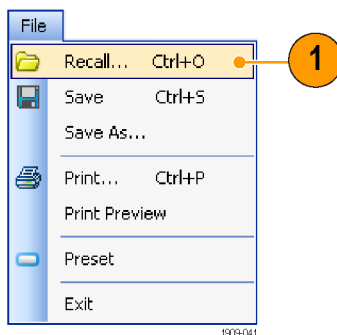 File
Recall... Ctrl+O
1
Save Ctrl+S
Save As...
Print... Ctrl+P
Print Preview
Preset
Exit
1909-041